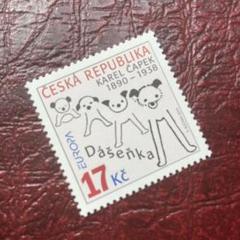 ČESKÁ REPUBLIKA
KAREL ČAPEK
1890 – 1938
EUROPA
Dášeňka
17 Kč